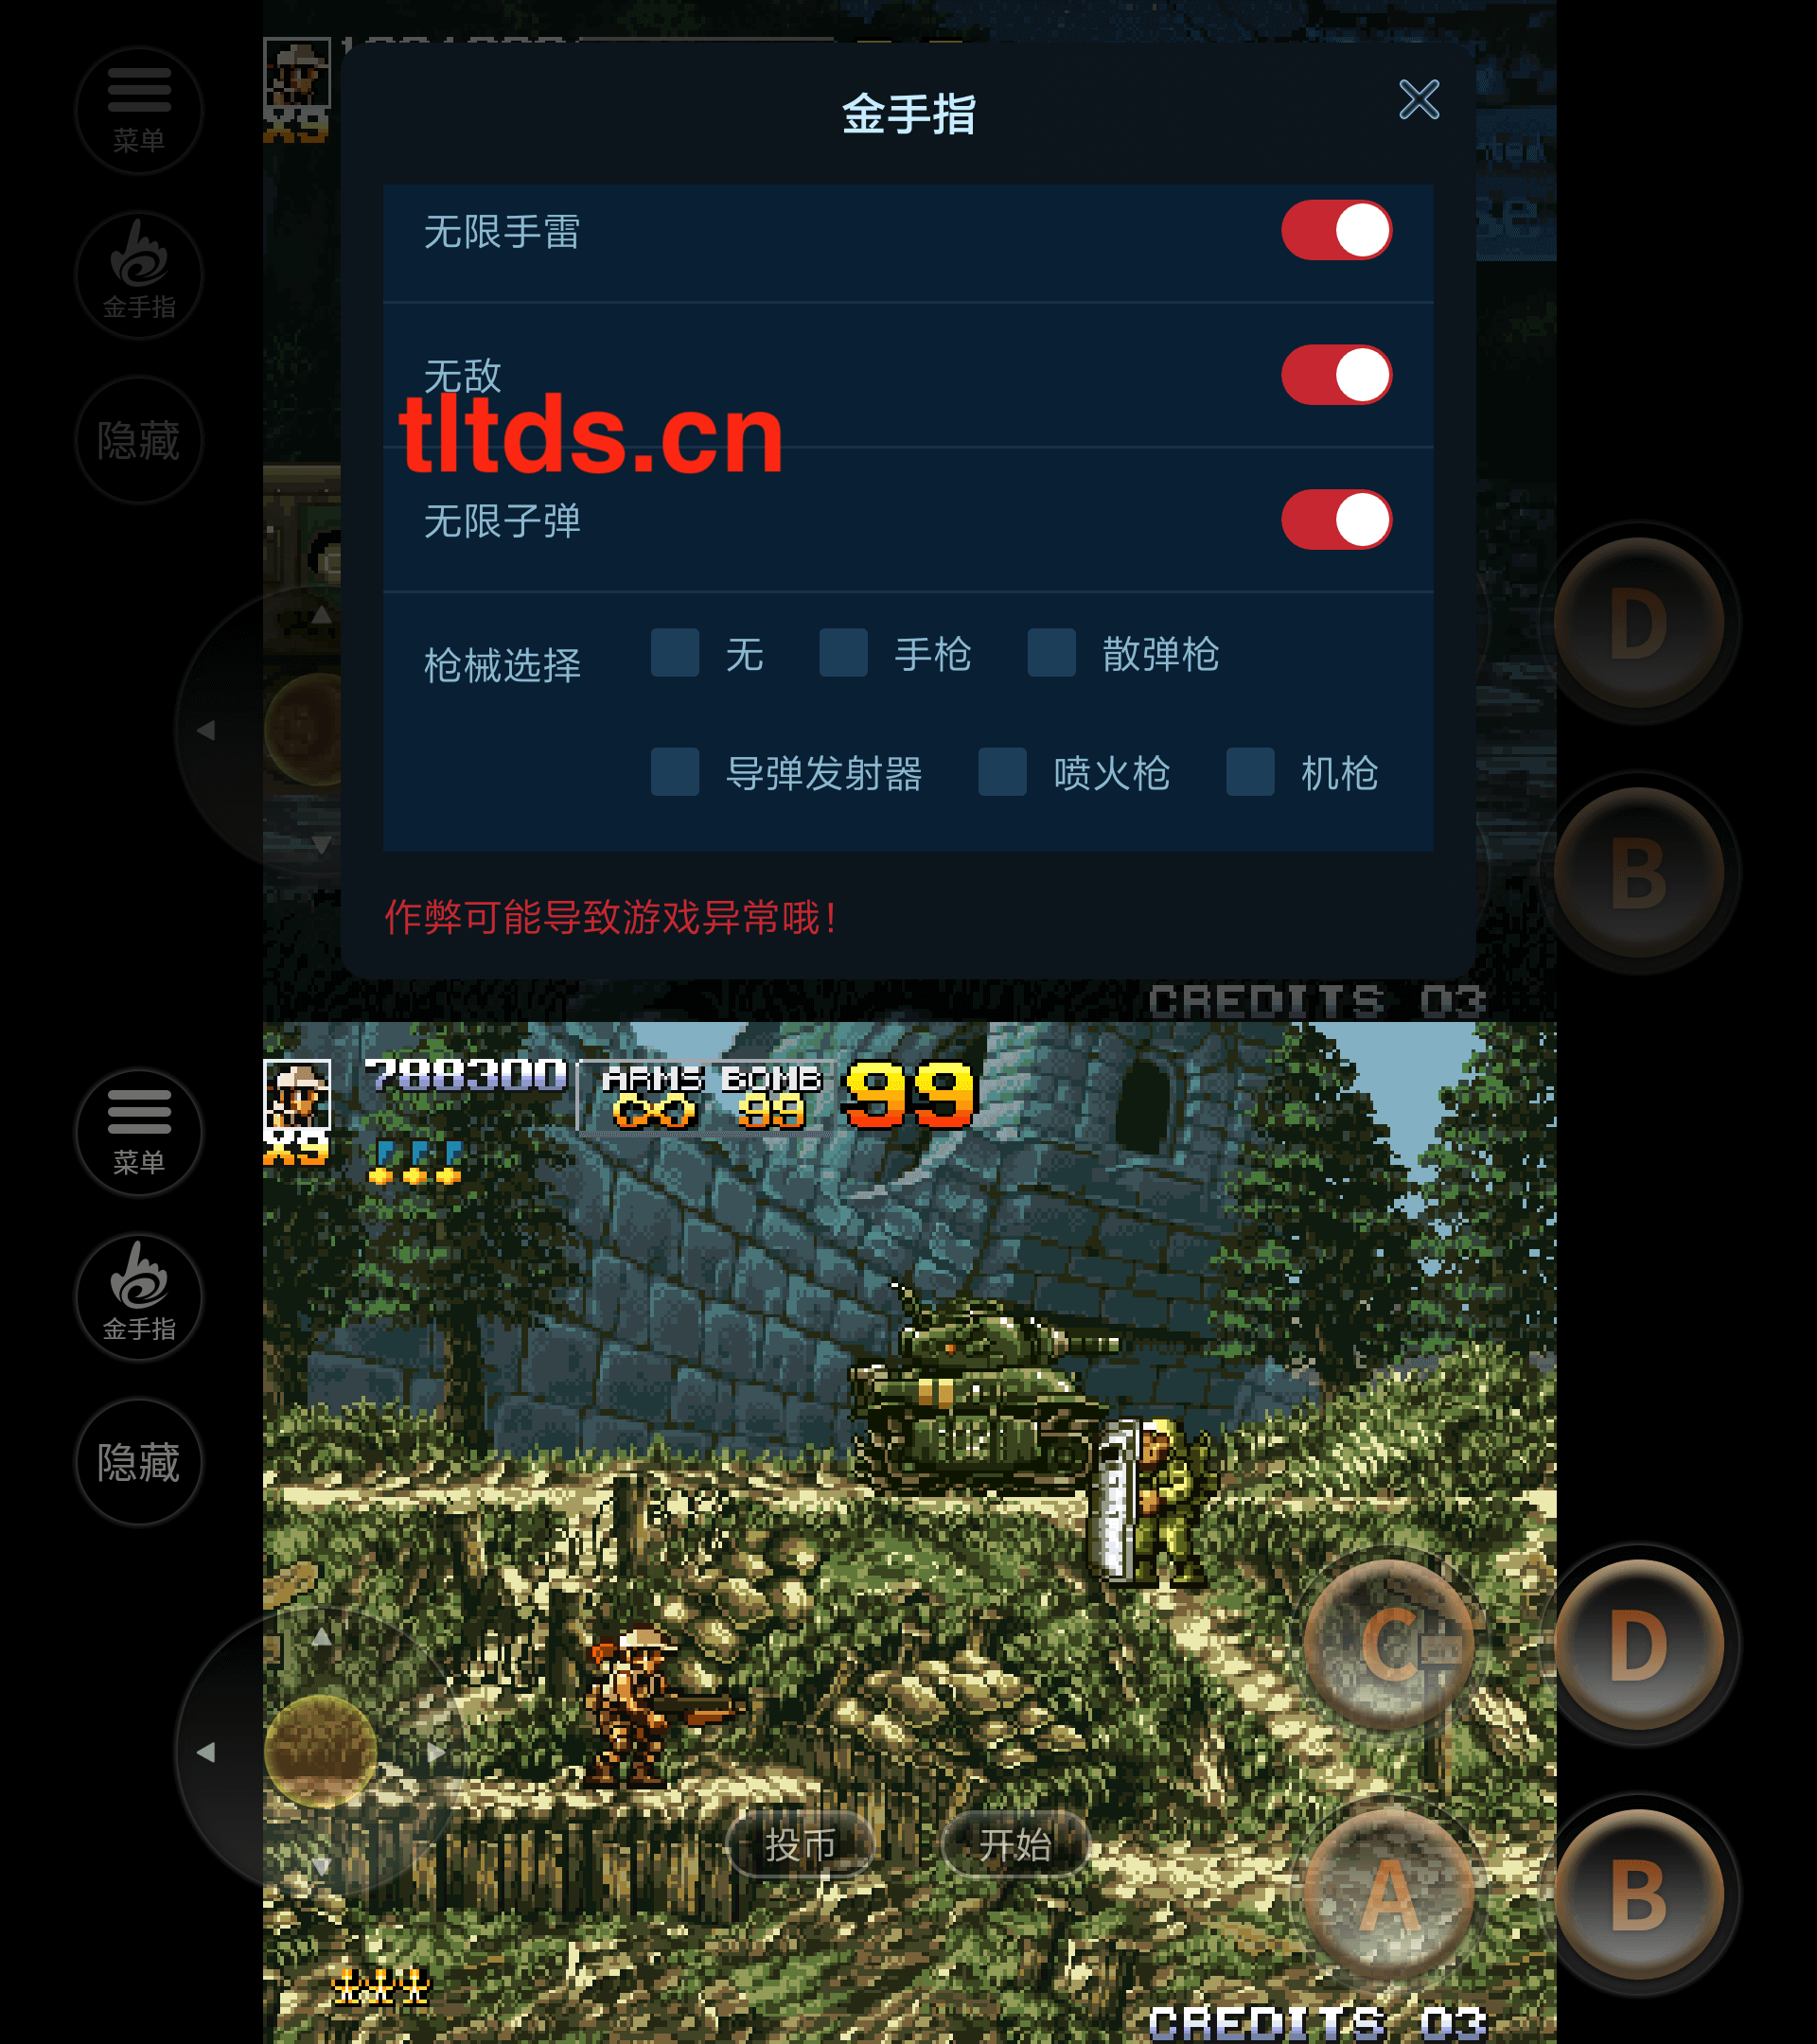 菜单
金手指
隐藏
金手指
X9
无限手雷
无敌
tltds.cn
无限子弹
枪械选择 无 手枪 散弹枪
导弹发射器 喷火枪 机枪
作弊可能导致游戏异常哦!
D
B
CREDITS 03
菜单
金手指
隐藏
788300 ARMS BOMB 99
∞ 99
X9
C D
投币 开始
A B
CREDITS 03